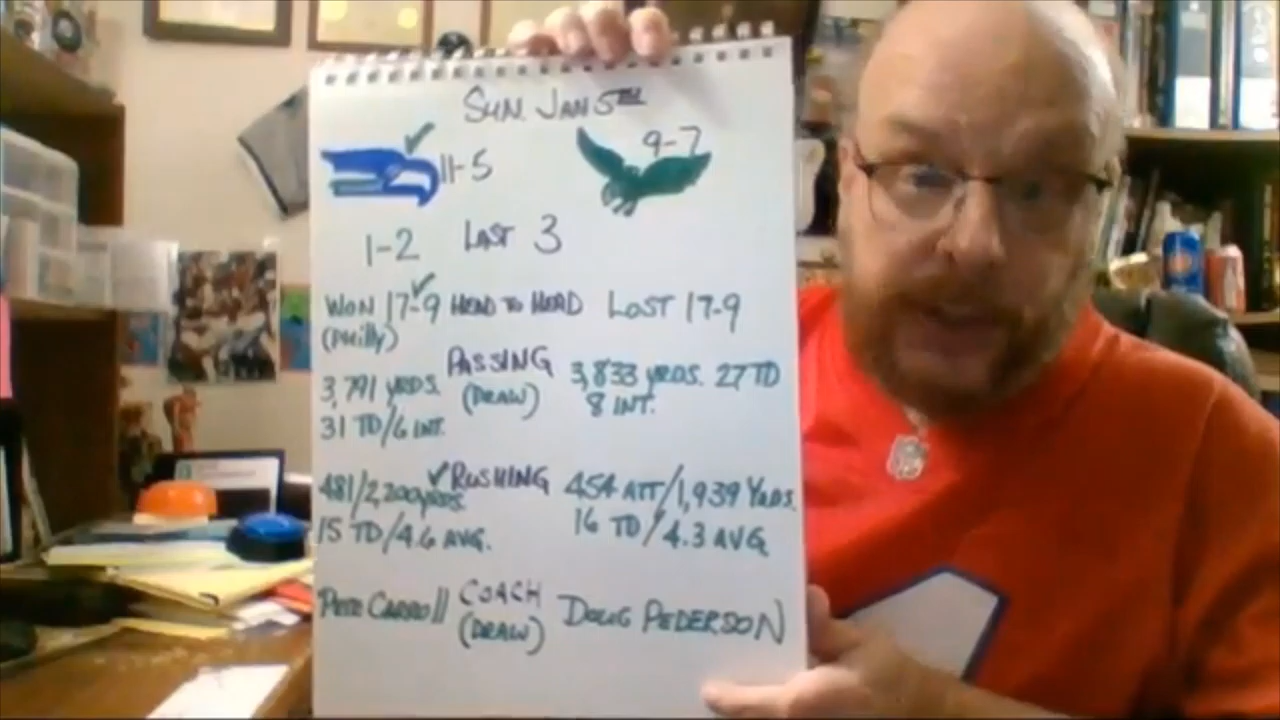 SUN. JAN 5TH
11-5 9-7
1-2 LAST 3
WON 17-9 HEAD TO HEAD LOST 17-9
(PHILLY)
PASSING
3,791 YRDS. (DRAW) 3,833 YRDS. 27 TD
31 TD/6 INT. 8 INT.
481/2,200 YRDS. RUSHING 454 ATT/1,939 YRDS.
15 TD/4.6 AVG. 16 TD/4.3 AVG
PETE CARROll COACH DOUG PEDERSON
(DRAW)